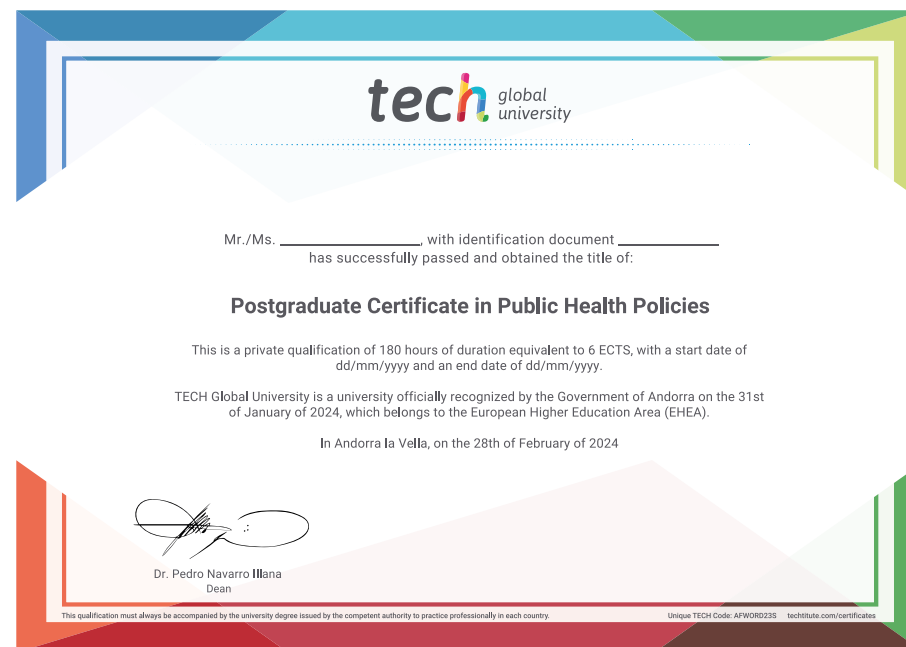 tech global university
Mr./Ms. ____________________, with identification document ______________
has successfully passed and obtained the title of:
Postgraduate Certificate in Public Health Policies
This is a private qualification of 180 hours of duration equivalent to 6 ECTS, with a start date of
dd/mm/yyyy and an end date of dd/mm/yyyy.
TECH Global University is a university officially recognized by the Government of Andorra on the 31st
of January of 2024, which belongs to the European Higher Education Area (EHEA).
In Andorra la Vella, on the 28th of February of 2024
Dr. Pedro Navarro Illana
Dean
This qualification must always be accompanied by the university degree issued by the competent authority to practice professionally in each country. Unique TECH Code: AFWORD23S techtitute.com/certificates